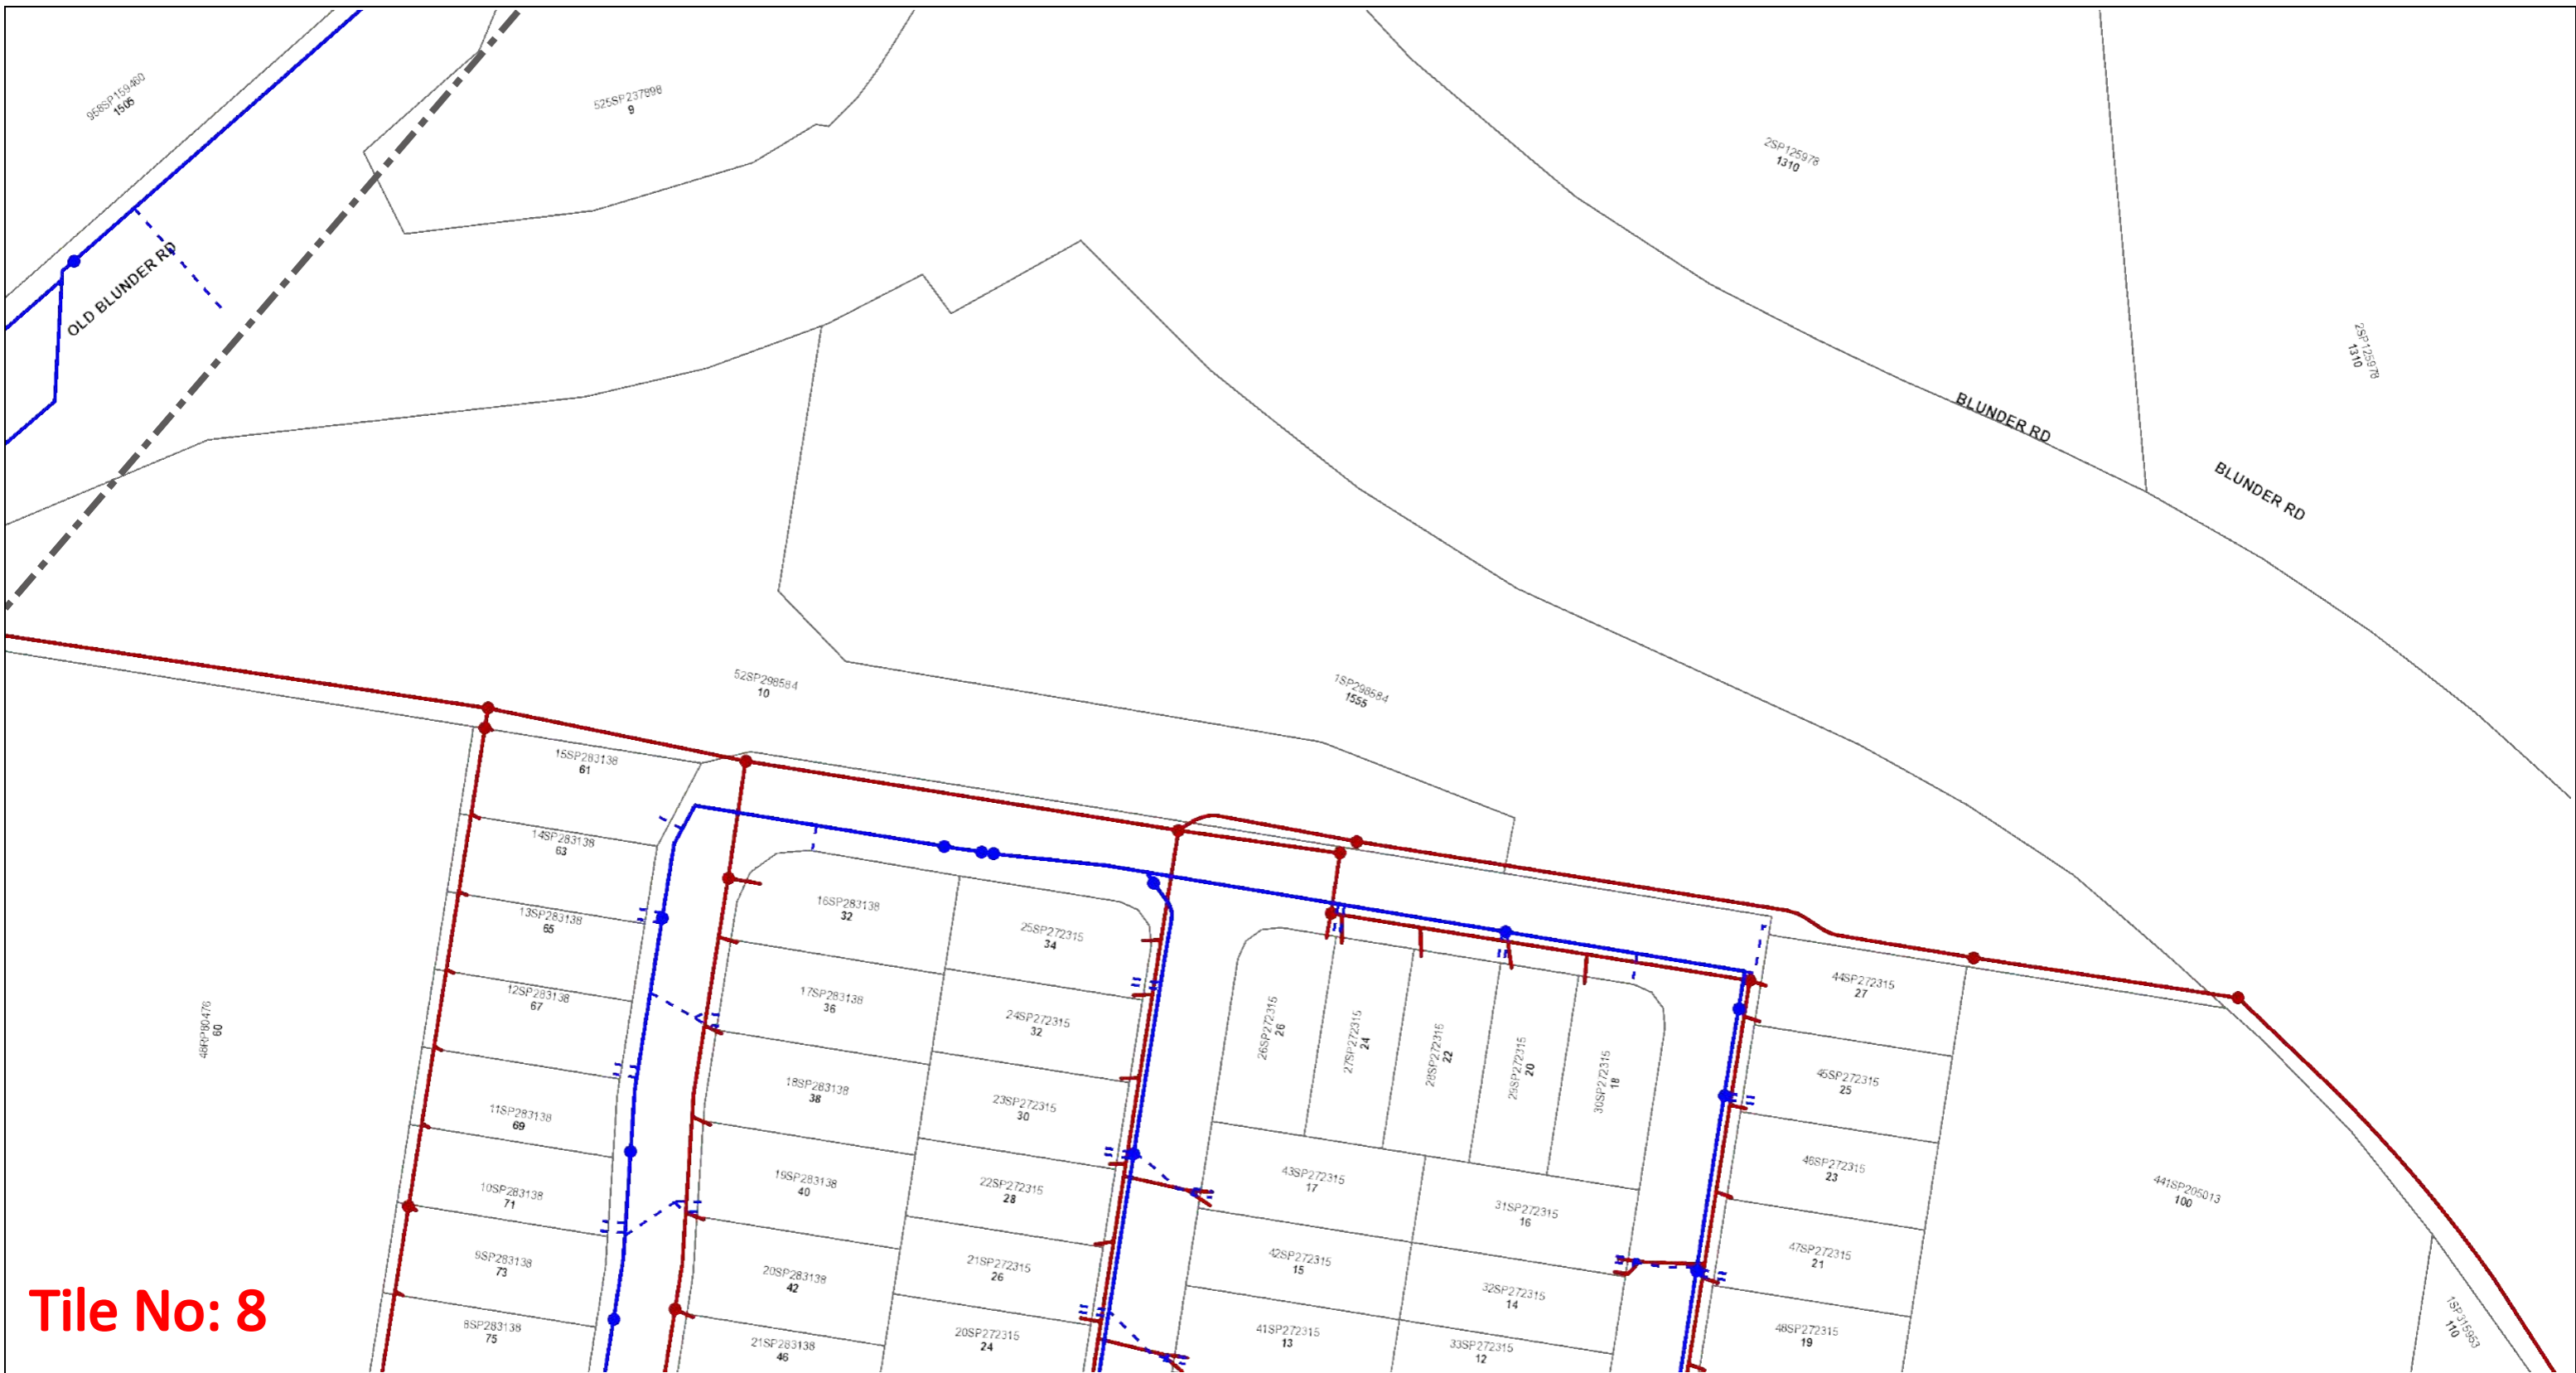 958SP159460
1505
525SP237898
9
2SP125978
1310
OLD BLUNDER RD
2SP125978
1310
BLUNDER RD
BLUNDER RD
52SP298584
10
1SP298584
1555
15SP283138
61
14SP283138
63
13SP283138
65
12SP283138
67
11SP283138
69
10SP283138
71
9SP283138
73
8SP283138
75
48RP80476
60
16SP283138
32
17SP283138
36
18SP283138
38
19SP283138
40
20SP283138
42
21SP283138
46
25SP272315
34
24SP272315
32
23SP272315
30
22SP272315
28
21SP272315
26
20SP272315
24
26SP272315
26
27SP272315
24
28SP272315
22
29SP272315
20
30SP272315
18
43SP272315
17
42SP272315
15
41SP272315
13
31SP272315
16
32SP272315
14
33SP272315
12
44SP272315
27
45SP272315
25
46SP272315
23
47SP272315
21
48SP272315
19
441SP205013
100
1SP315953
110
Tile No: 8